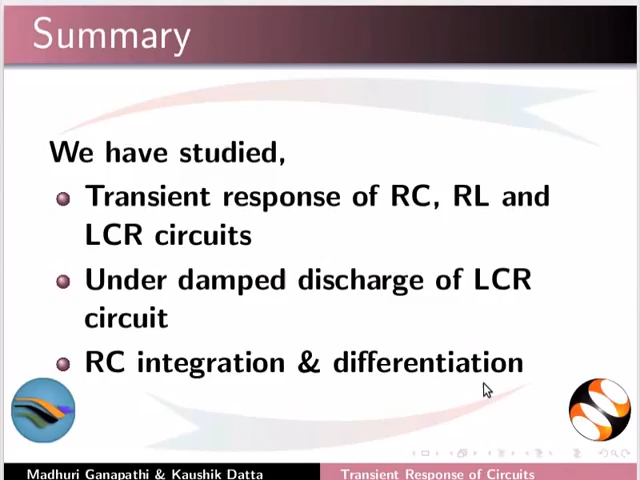 Summary
We have studied,
Transient response of RC, RL and
LCR circuits
Under damped discharge of LCR
circuit
RC integration & differentiation
Madhuri Ganapathi & Kaushik Datta
Transient Response of Circuits